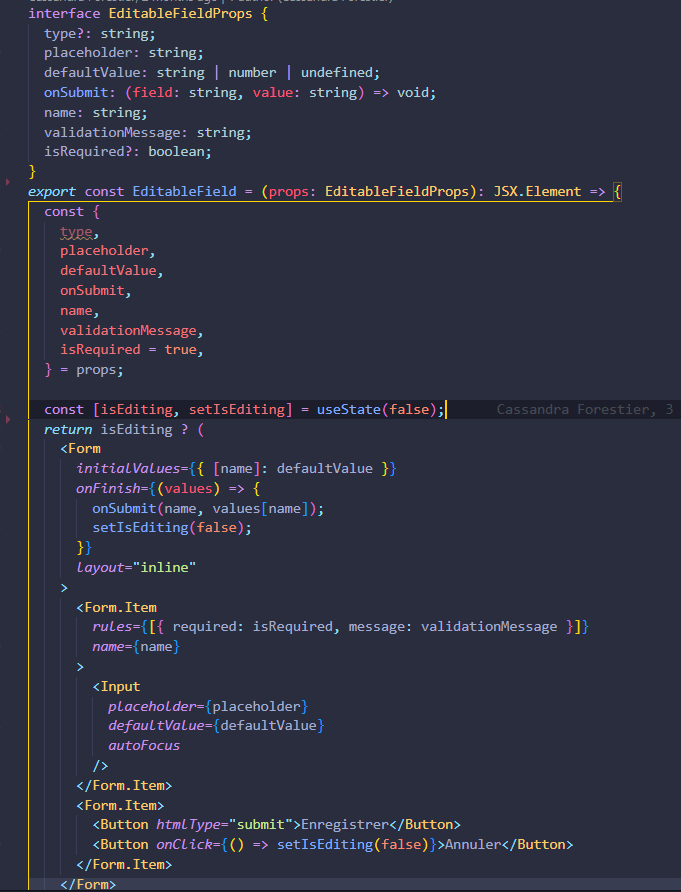 interface EditableFieldProps {
  type?: string;
  placeholder: string;
  defaultValue: string | number | undefined;
  onSubmit: (field: string, value: string) => void;
  name: string;
  validationMessage: string;
  isRequired?: boolean;
}
export const EditableField = (props: EditableFieldProps): JSX.Element => {
  const {
    type,
    placeholder,
    defaultValue,
    onSubmit,
    name,
    validationMessage,
    isRequired = true,
  } = props;
  const [isEditing, setIsEditing] = useState(false); Cassandra Forestier, 3
  return isEditing ? (
    <Form
      initialValues={{ [name]: defaultValue }}
      onFinish={(values) => {
        onSubmit(name, values[name]);
        setIsEditing(false);
      }}
      layout="inline"
    >
      <Form.Item
        rules={[{ required: isRequired, message: validationMessage }]}
        name={name}
      >
        <Input
          placeholder={placeholder}
          defaultValue={defaultValue}
          autoFocus
        />
      </Form.Item>
      <Form.Item>
        <Button htmlType="submit">Enregistrer</Button>
        <Button onClick={() => setIsEditing(false)}>Annuler</Button>
      </Form.Item>
    </Form>